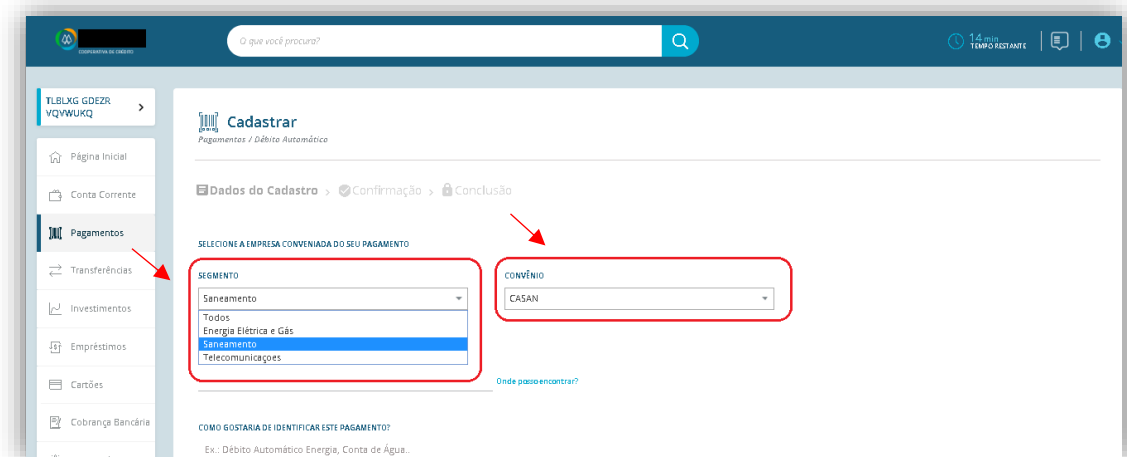 COOPERATIVA DE CRÉDITO
O que você procura?
14 min
TEMPO RESTANTE
TLBLXG GDEZR
VQVWUKQ
Página Inicial
Conta Corrente
Pagamentos
Transferências
Investimentos
Empréstimos
Cartões
Cobrança Bancária
Cadastrar
Pagamentos / Débito Automático
Dados do Cadastro > Confirmação > Conclusão
SELECIONE A EMPRESA CONVENIADA DO SEU PAGAMENTO
SEGMENTO
Saneamento
Todos
Energia Elétrica e Gás
Saneamento
Telecomunicaçoes
CONVÊNIO
CASAN
Onde posso encontrar?
COMO GOSTARIA DE IDENTIFICAR ESTE PAGAMENTO?
Ex.: Débito Automático Energia, Conta de Água..